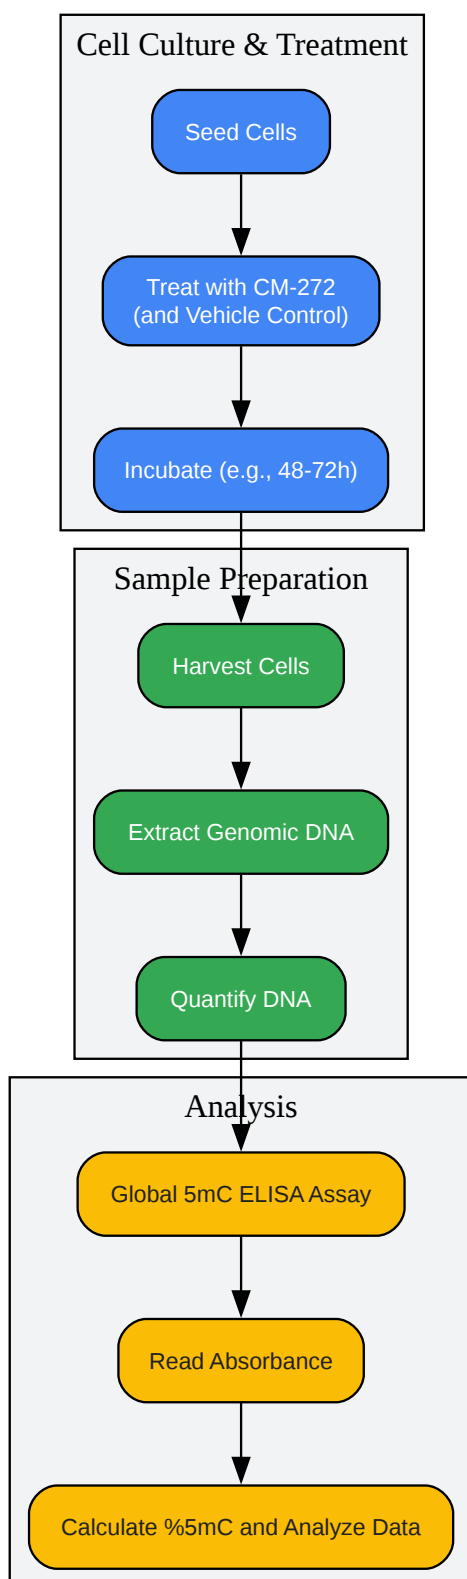 Cell Culture & Treatment
Seed Cells
Treat with CM-272
(and Vehicle Control)
Incubate (e.g., 48-72h)
Sample Preparation
Harvest Cells
Extract Genomic DNA
Quantify DNA
Analysis
Global 5mC ELISA Assay
Read Absorbance
Calculate %5mC and Analyze Data